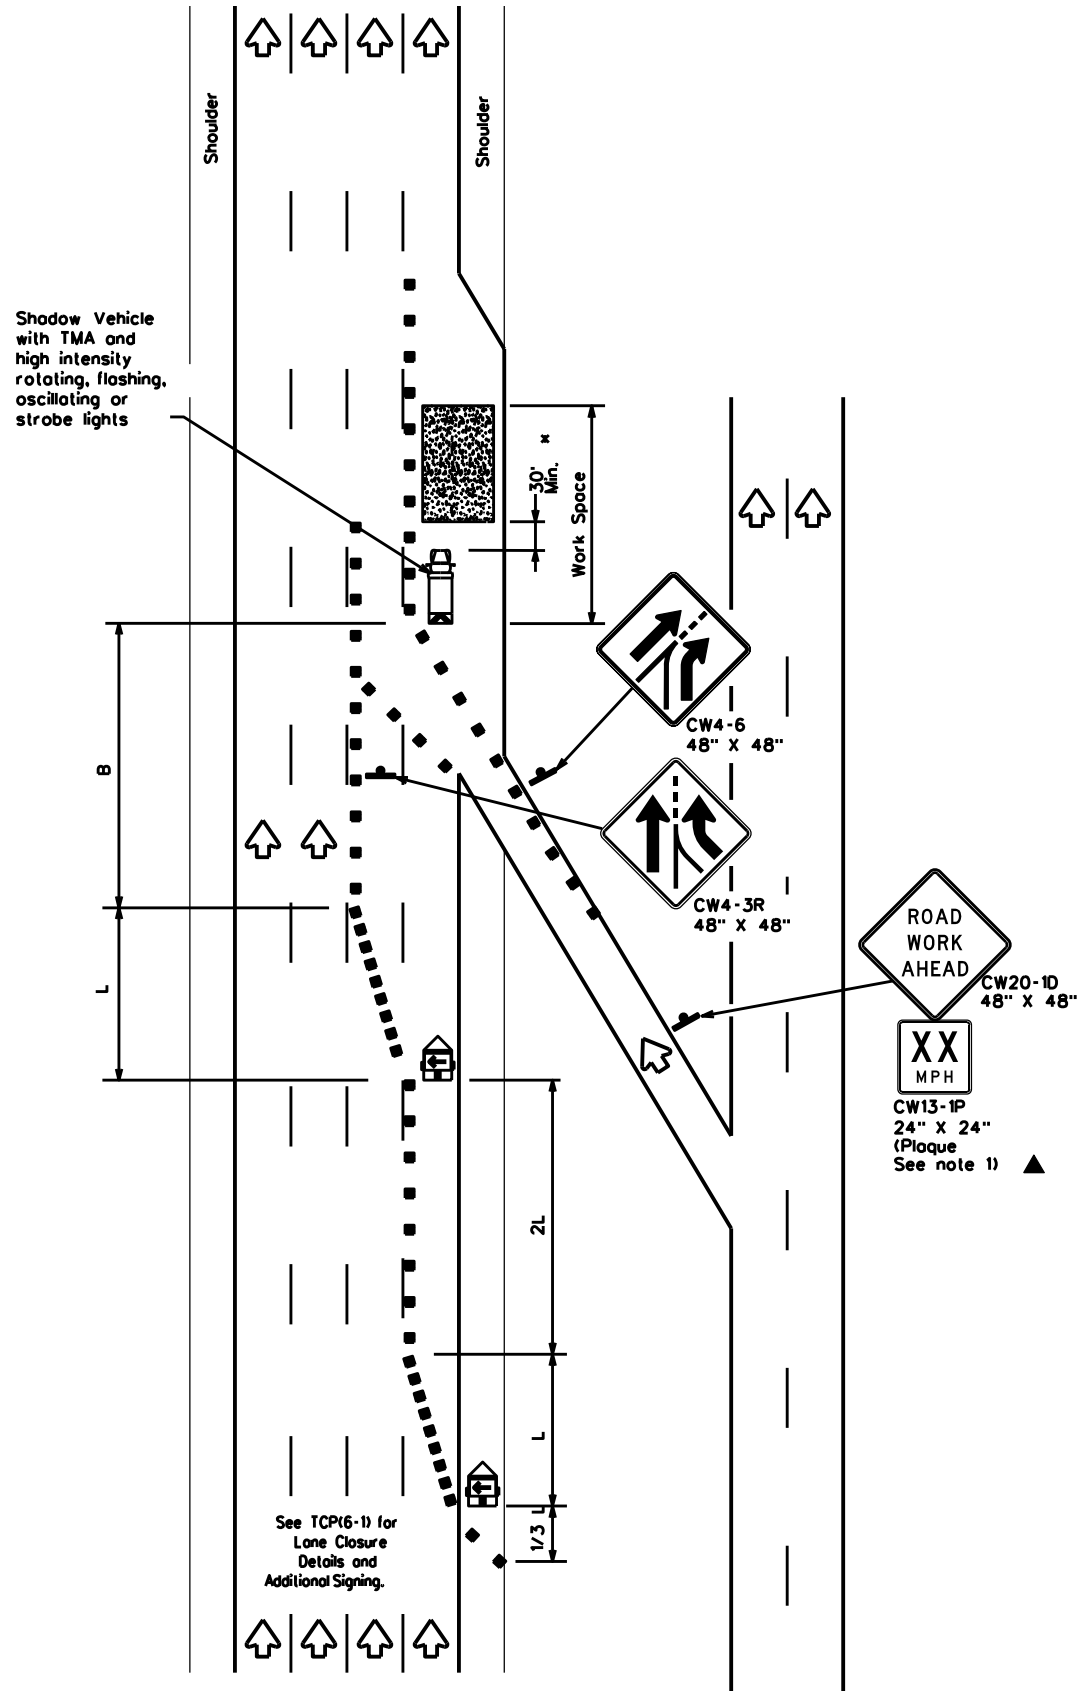 Shoulder
Shoulder
Shadow Vehicle
with TMA and
high intensity
rotating, flashing,
oscillating or
strobe lights
30'
Min.
x
Work Space
CW4-6
48" X 48"
B
CW4-3R
48" X 48"
ROAD
WORK
AHEAD
CW20-1D
48" X 48"
L
XX
MPH
CW13-1P
24" X 24"
(Plaque
See note 1)
2L
L
1/3 L
See TCP(6-1) for
Lane Closure
Details and
Additional Signing.